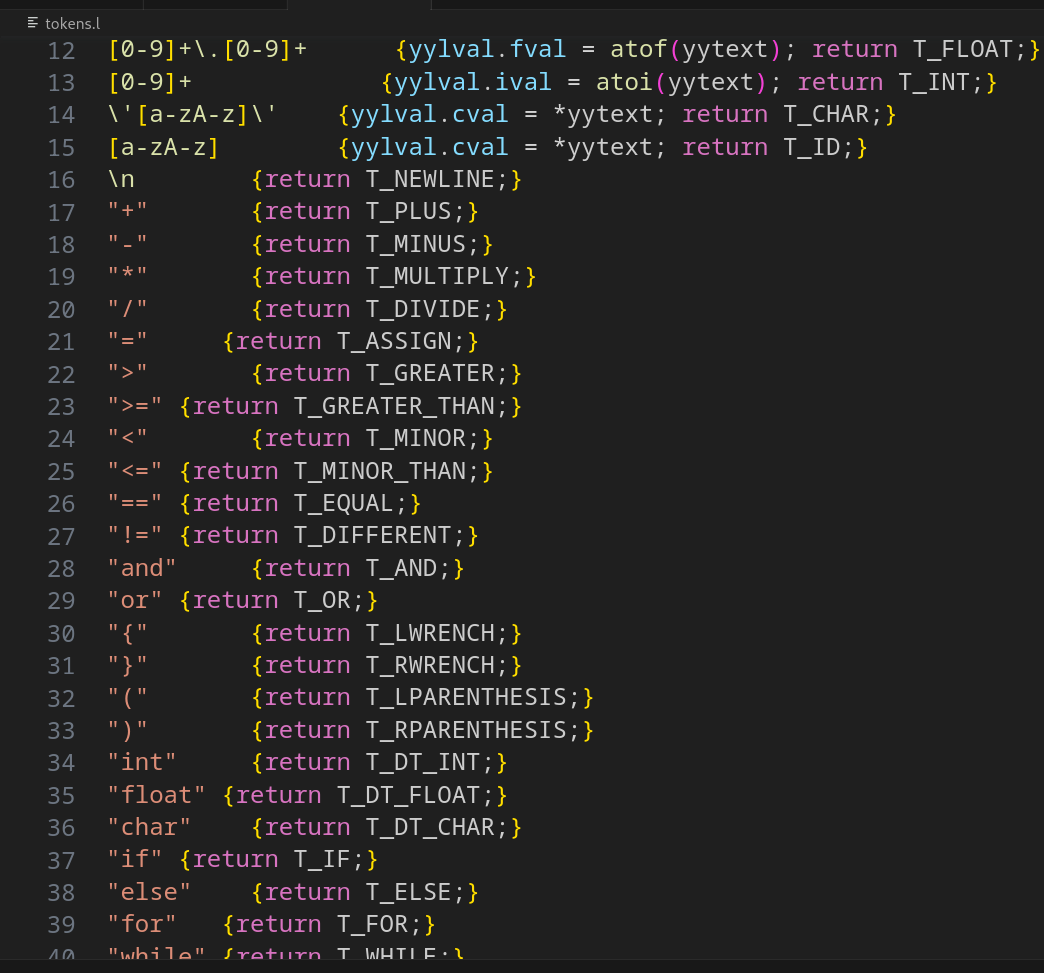 tokens.l
12 [0-9]+\.[0-9]+ {yylval.fval = atof(yytext); return T_FLOAT;}
13 [0-9]+ {yylval.ival = atoi(yytext); return T_INT;}
14 \'[a-zA-z]\' {yylval.cval = *yytext; return T_CHAR;}
15 [a-zA-z] {yylval.cval = *yytext; return T_ID;}
16 \n {return T_NEWLINE;}
17 "+" {return T_PLUS;}
18 "-" {return T_MINUS;}
19 "*" {return T_MULTIPLY;}
20 "/" {return T_DIVIDE;}
21 "=" {return T_ASSIGN;}
22 ">" {return T_GREATER;}
23 ">=" {return T_GREATER_THAN;}
24 "<" {return T_MINOR;}
25 "<=" {return T_MINOR_THAN;}
26 "==" {return T_EQUAL;}
27 "!=" {return T_DIFFERENT;}
28 "and" {return T_AND;}
29 "or" {return T_OR;}
30 "{" {return T_LWRENCH;}
31 "}" {return T_RWRENCH;}
32 "(" {return T_LPARENTHESIS;}
33 ")" {return T_RPARENTHESIS;}
34 "int" {return T_DT_INT;}
35 "float" {return T_DT_FLOAT;}
36 "char" {return T_DT_CHAR;}
37 "if" {return T_IF;}
38 "else" {return T_ELSE;}
39 "for" {return T_FOR;}
40 "while" {return T_WHILE;}